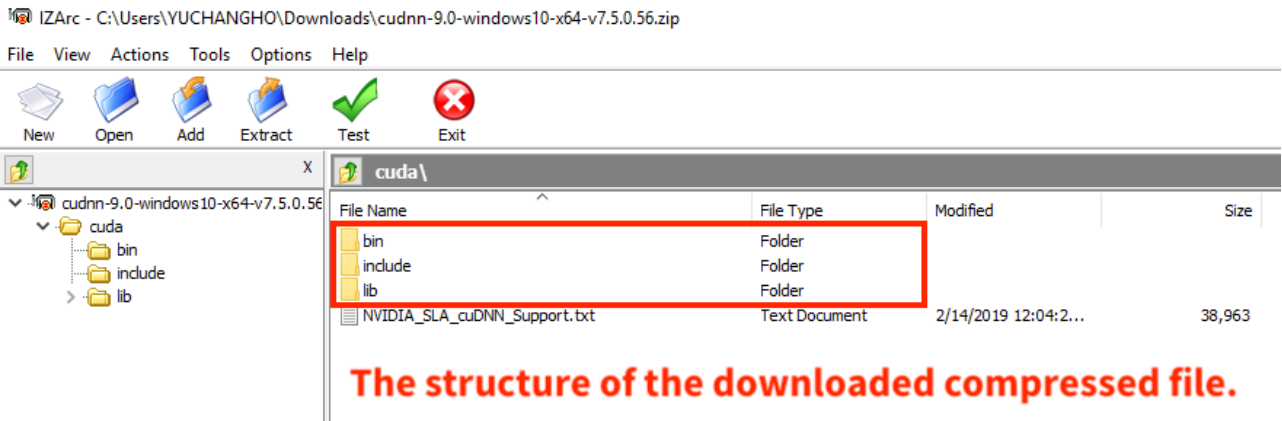 IZArc - C:\Users\YUCHANGHO\Downloads\cudnn-9.0-windows10-x64-v7.5.0.56.zip
File View Actions Tools Options Help
New Open Add Extract Test Exit
X
cuda\
cudnn-9.0-windows10-x64-v7.5.0.56
cuda
bin
include
lib
File Name File Type Modified Size
bin Folder
include Folder
lib Folder
NVIDIA_SLA_cuDNN_Support.txt Text Document 2/14/2019 12:04:2... 38,963
The structure of the downloaded compressed file.